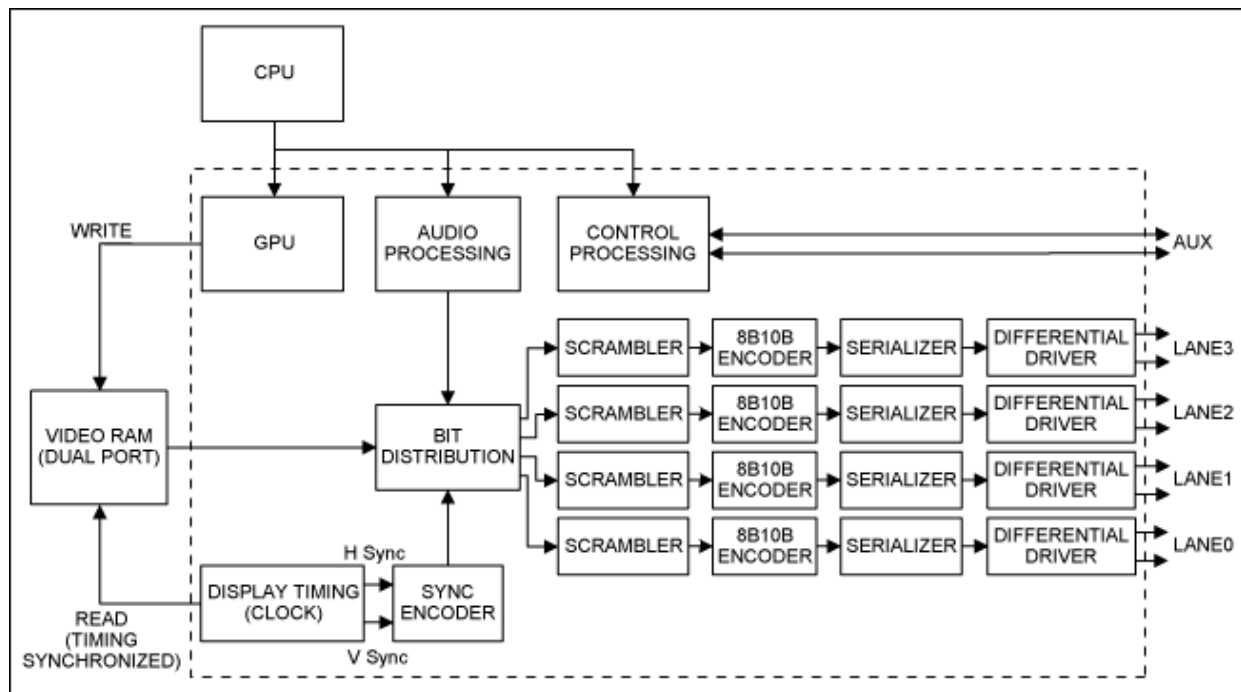 CPU
WRITE
GPU
AUDIO
PROCESSING
CONTROL
PROCESSING
AUX
SCRAMBLER
8B10B
ENCODER
SERIALIZER
DIFFERENTIAL
DRIVER
LANE3
SCRAMBLER
8B10B
ENCODER
SERIALIZER
DIFFERENTIAL
DRIVER
LANE2
VIDEO RAM
(DUAL PORT)
BIT
DISTRIBUTION
SCRAMBLER
8B10B
ENCODER
SERIALIZER
DIFFERENTIAL
DRIVER
LANE1
SCRAMBLER
8B10B
ENCODER
SERIALIZER
DIFFERENTIAL
DRIVER
LANE0
H Sync
DISPLAY TIMING
(CLOCK)
SYNC
ENCODER
V Sync
READ
(TIMING
SYNCHRONIZED)